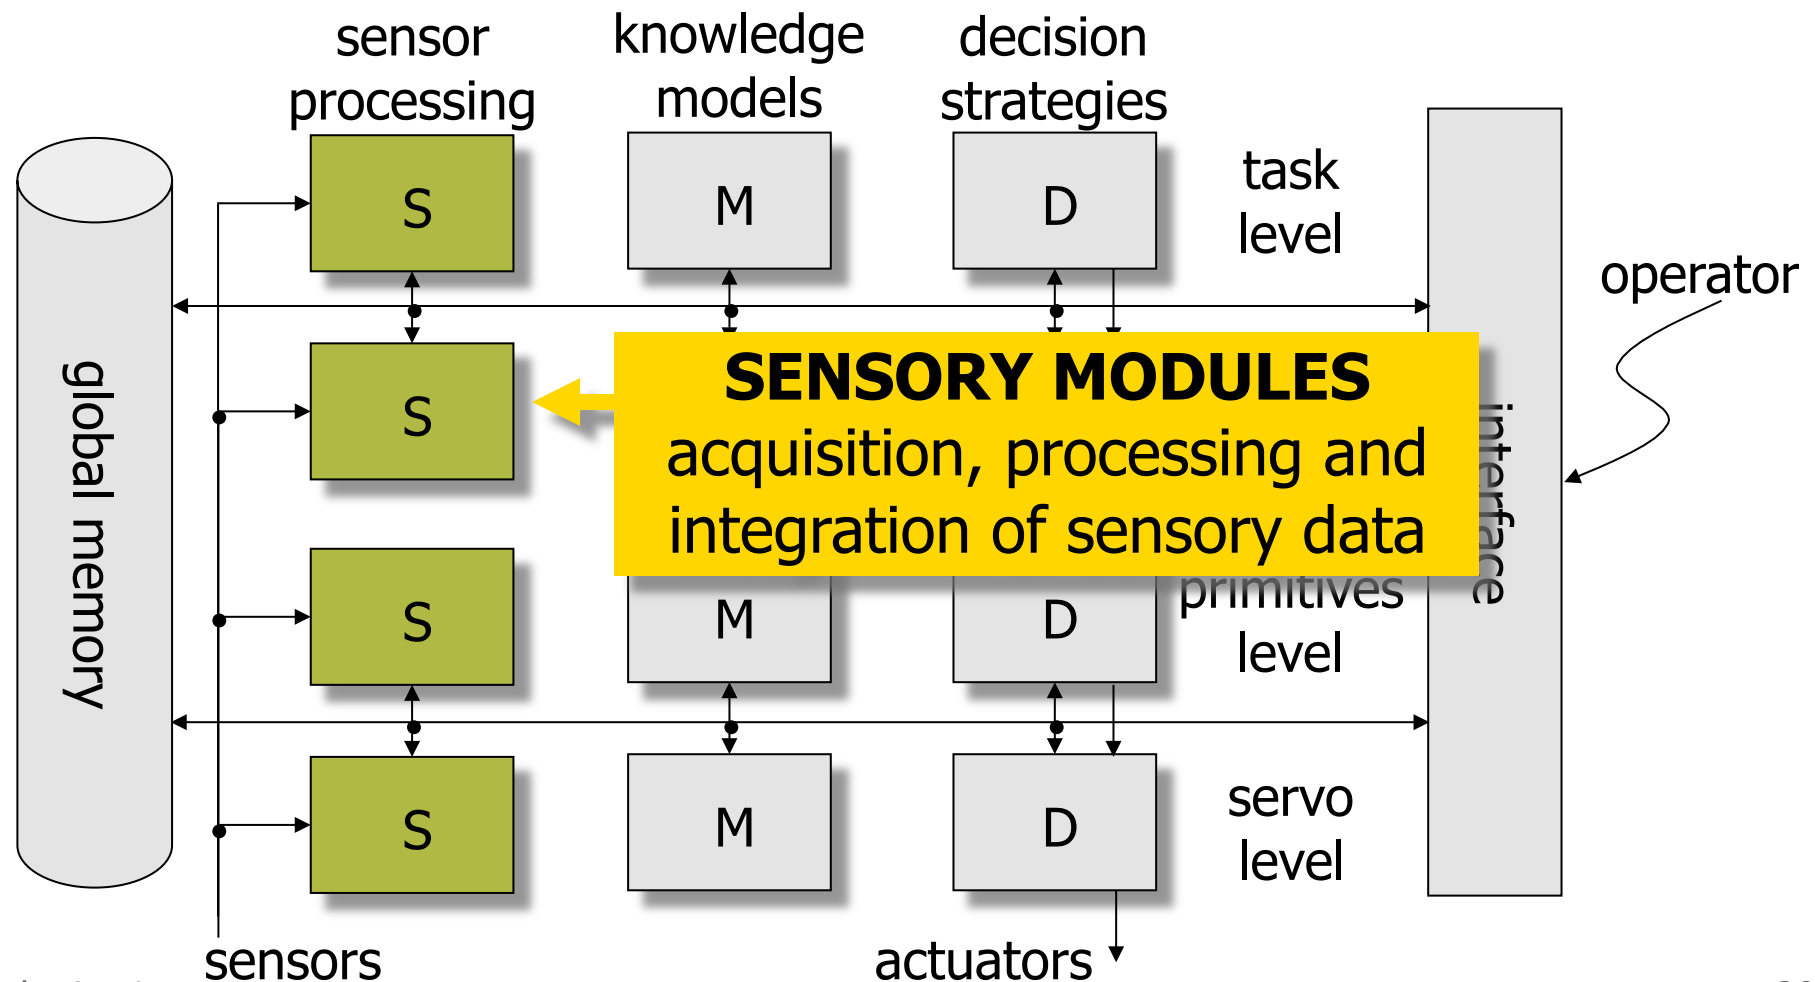 sensor
processing
knowledge
models
decision
strategies
S
M
D
task
level
operator
global memory
S
SENSORY MODULES
acquisition, processing and
integration of sensory data
interface
S
M
D
primitives
level
S
M
D
servo
level
sensors
actuators